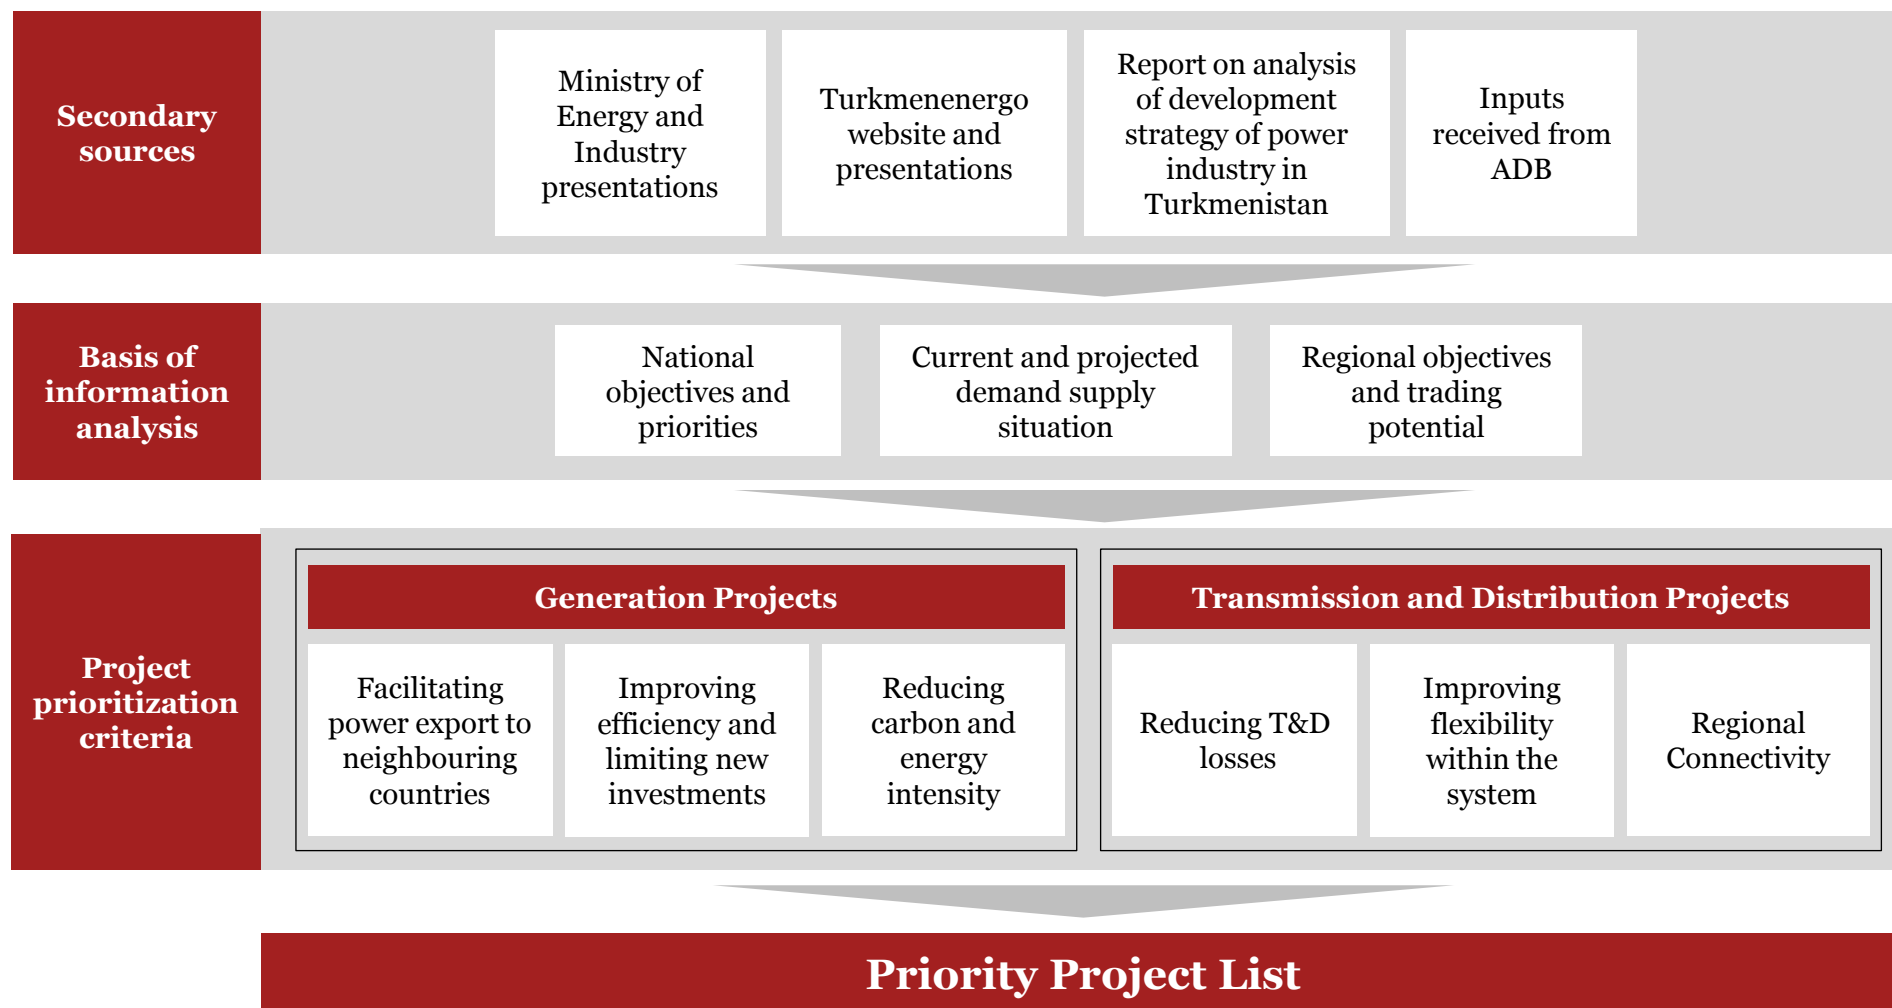 Secondary
sources
Ministry of
Energy and
Industry
presentations
Turkmenenergo
website and
presentations
Report on analysis
of development
strategy of power
industry in
Turkmenistan
Inputs
received from
ADB
Basis of
information
analysis
National
objectives and
priorities
Current and projected
demand supply
situation
Regional objectives
and trading
potential
Project
prioritization
criteria
Generation Projects
Facilitating
power export to
neighbouring
countries
Improving
efficiency and
limiting new
investments
Reducing
carbon and
energy
intensity
Transmission and Distribution Projects
Reducing T&D
losses
Improving
flexibility
within the
system
Regional
Connectivity
Priority Project List